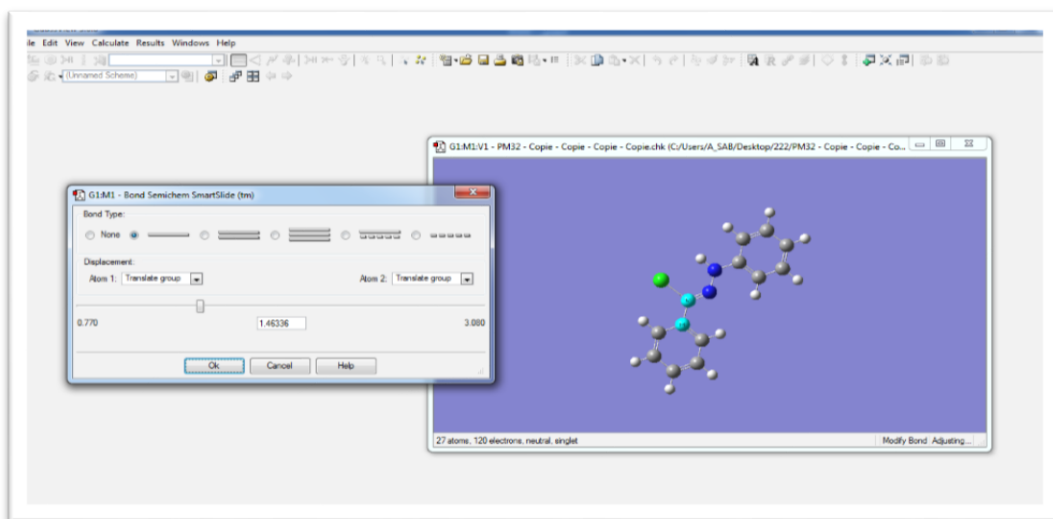 le Edit View Calculate Results Windows Help
(Unnamed Scheme)
G1:M1:V1 - PM32 - Copie - Copie - Copie - Copie.chk (C:/Users/A_SAB/Desktop/222/PM32 - Copie - Copie - Co...
G1:M1 - Bond Semichem SmartSlide (tm)
Bond Type:
None
Displacement:
Atom 1: Translate group
Atom 2: Translate group
0.770
1.46336
3.080
Ok Cancel Help
27 atoms, 120 electrons, neutral, singlet
Modify Bond Adjusting...